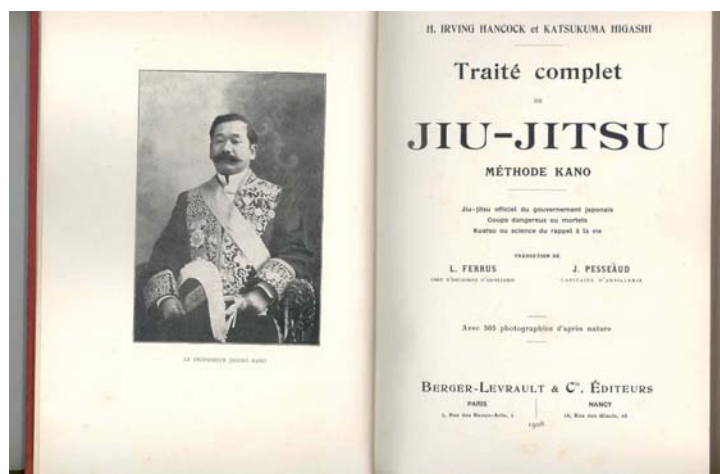 LE PROFESSEUR JIGORO KANO
H. IRVING HANCOCK et KATSUKUMA HIGASHI
Traité complet
DE
JIU-JITSU
MÉTHODE KANO
Jiu-jitsu officiel du gouvernement japonais
Coups dangereux ou mortels
Kuatsu ou science du rappel à la vie
TRADUCTION DE
L. FERRUS J. PESSEAUD
CHEF D'ESCADRON D'ARTILLERIE CAPITAINE D'ARTILLERIE
Avec 505 photographies d'après nature
BERGER-LEVRAULT & Cie, ÉDITEURS
PARIS NANCY
5, Rue des Beaux-Arts, 5 18, Rue des Glacis, 18
1908